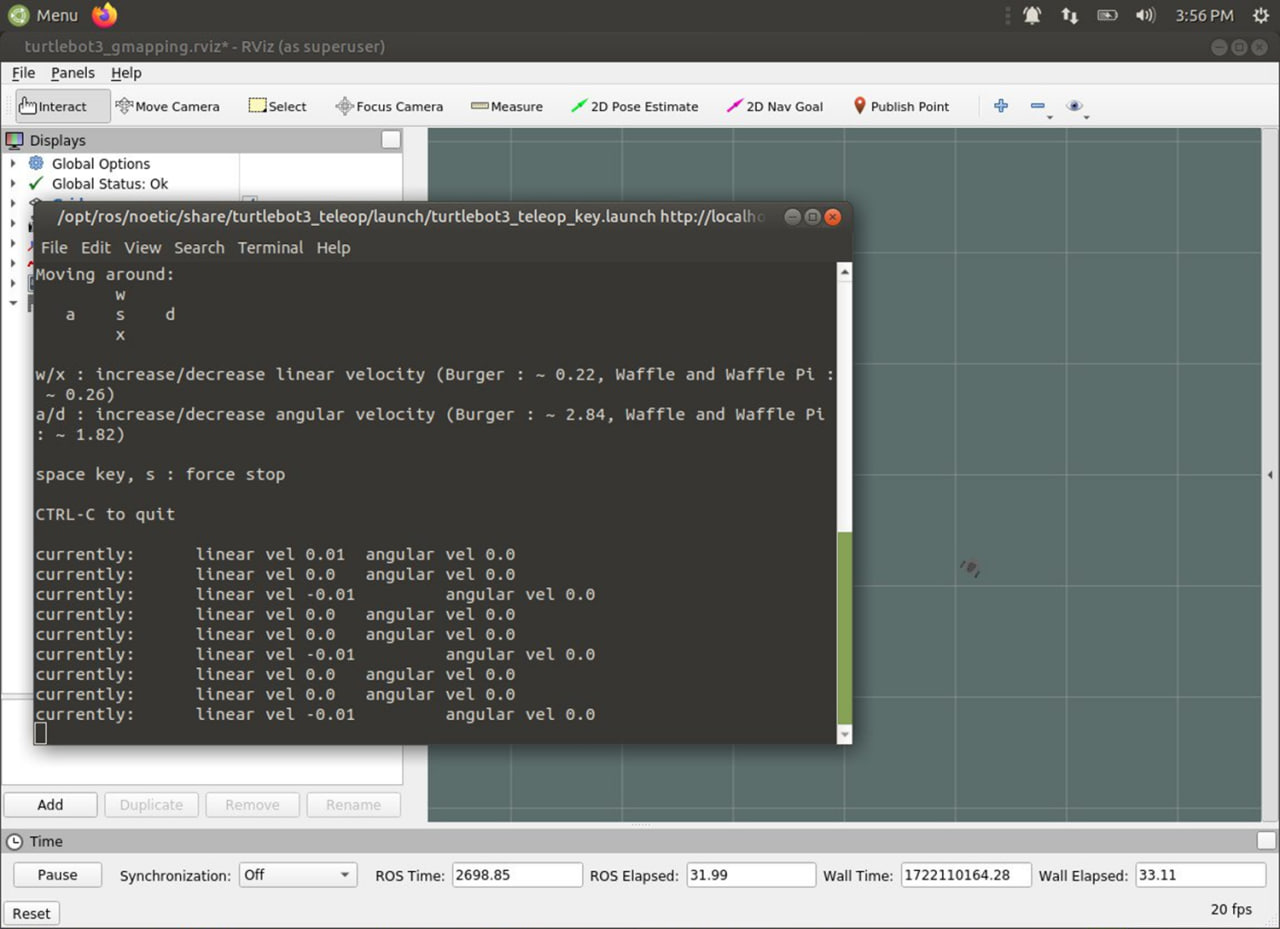 Menu
3:56 PM
turtlebot3_gmapping.rviz* - RViz (as superuser)
File Panels Help
Interact Move Camera Select Focus Camera Measure 2D Pose Estimate 2D Nav Goal Publish Point
Displays
Global Options
Global Status: Ok
/opt/ros/noetic/share/turtlebot3_teleop/launch/turtlebot3_teleop_key.launch http://localho
File Edit View Search Terminal Help
Moving around:
w
a s d
x
w/x : increase/decrease linear velocity (Burger : ~ 0.22, Waffle and Waffle Pi :
~ 0.26)
a/d : increase/decrease angular velocity (Burger : ~ 2.84, Waffle and Waffle Pi
: ~ 1.82)
space key, s : force stop
CTRL-C to quit
currently: linear vel 0.01 angular vel 0.0
currently: linear vel 0.0 angular vel 0.0
currently: linear vel -0.01 angular vel 0.0
currently: linear vel 0.0 angular vel 0.0
currently: linear vel 0.0 angular vel 0.0
currently: linear vel -0.01 angular vel 0.0
currently: linear vel 0.0 angular vel 0.0
currently: linear vel 0.0 angular vel 0.0
currently: linear vel -0.01 angular vel 0.0
Add Duplicate Remove Rename
Time
Pause Synchronization: Off ROS Time: 2698.85 ROS Elapsed: 31.99 Wall Time: 1722110164.28 Wall Elapsed: 33.11
Reset
20 fps